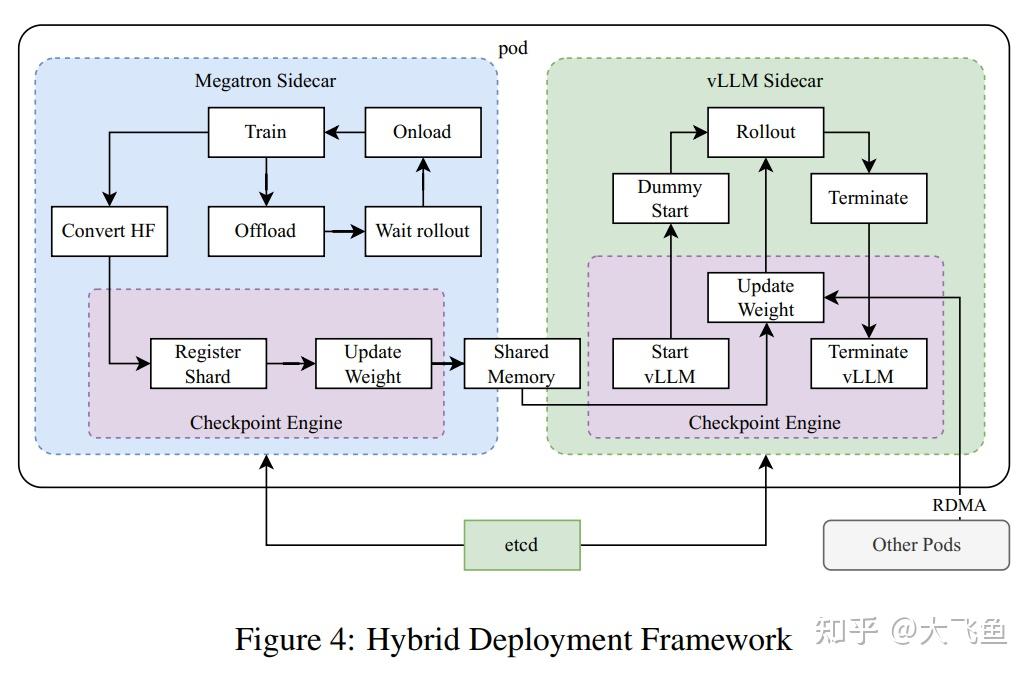 pod
Megatron Sidecar
Train
Onload
Convert HF
Offload
Wait rollout
Register
Shard
Update
Weight
Checkpoint Engine
Shared
Memory
vLLM Sidecar
Rollout
Dummy
Start
Terminate
Update
Weight
Start
vLLM
Terminate
vLLM
Checkpoint Engine
RDMA
etcd
Other Pods
Figure 4: Hybrid Deployment Framework
知乎 @大飞鱼